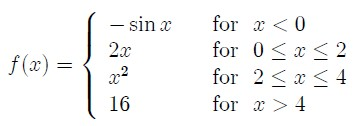 f(x) = { − sin x for x < 0
2x for 0 ≤ x ≤ 2
x² for 2 ≤ x ≤ 4
16 for x > 4